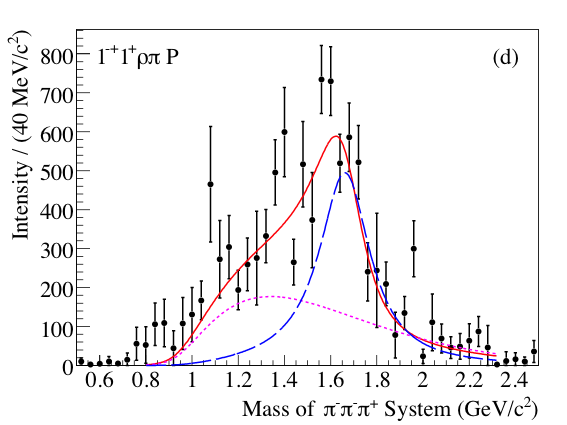 1⁻⁺1⁺ρπ P
(d)
Intensity / (40 MeV/c²)
800
700
600
500
400
300
200
100
0
0.6 0.8 1 1.2 1.4 1.6 1.8 2 2.2 2.4
Mass of π⁻π⁻π⁺ System (GeV/c²)